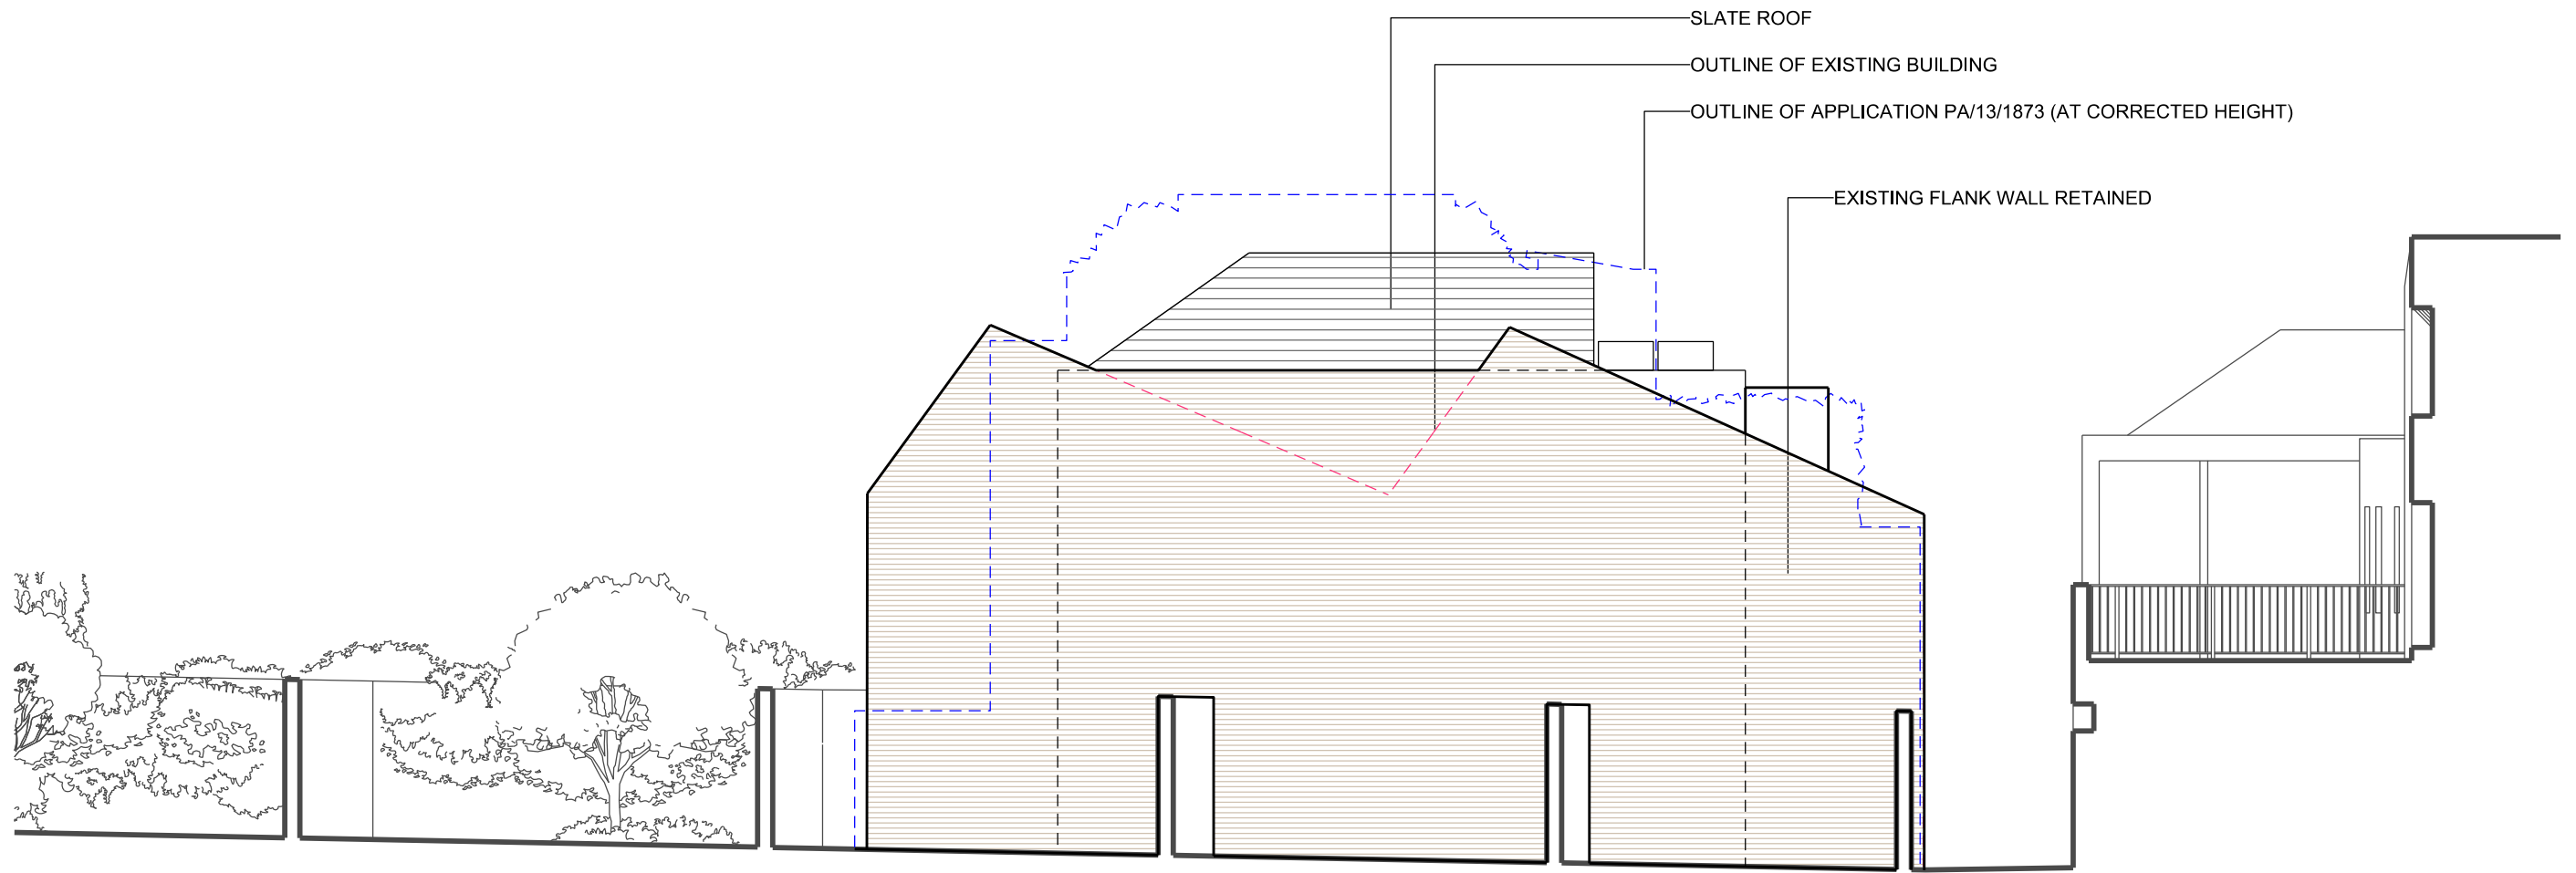 SLATE ROOF
OUTLINE OF EXISTING BUILDING
OUTLINE OF APPLICATION PA/13/1873 (AT CORRECTED HEIGHT)
EXISTING FLANK WALL RETAINED